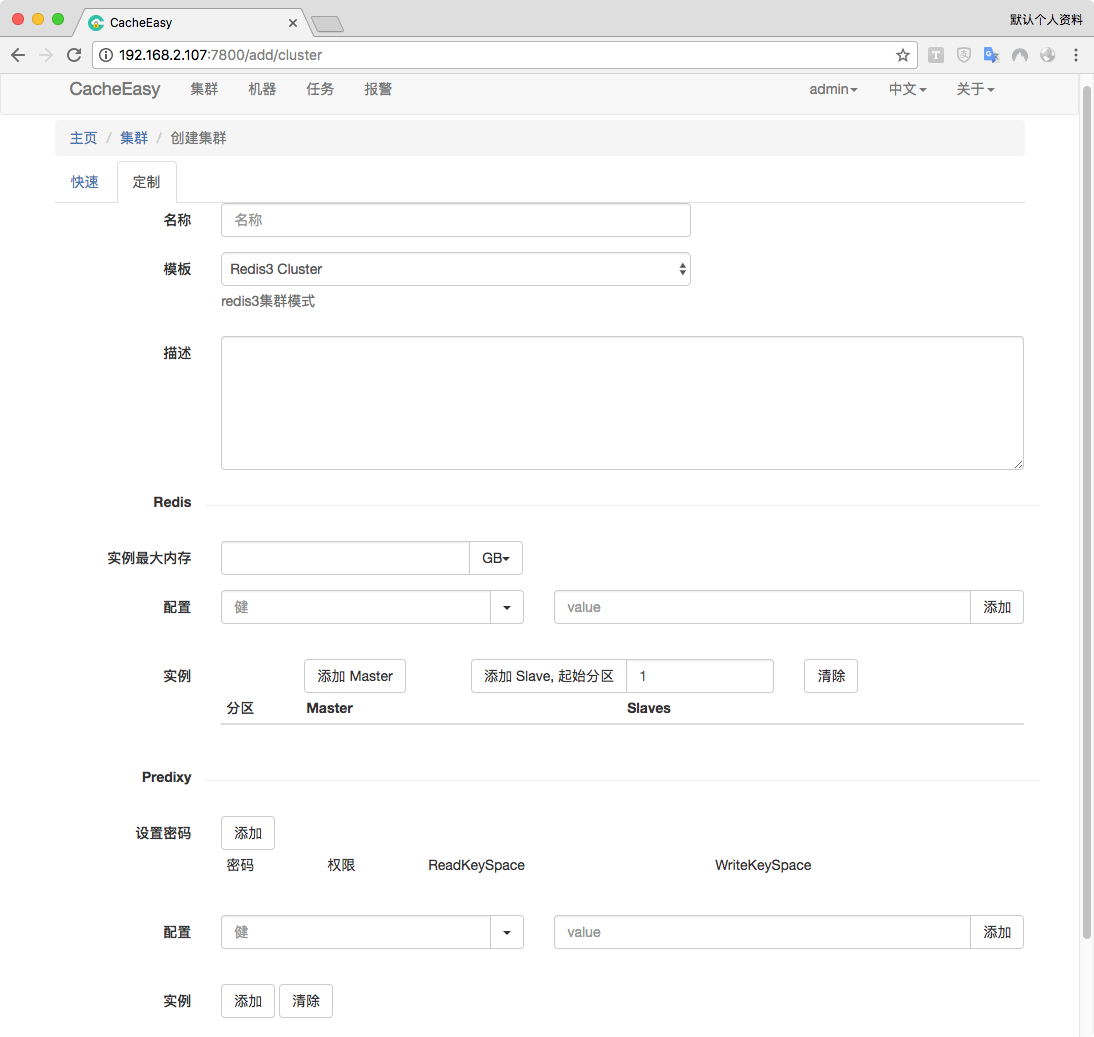 CacheEasy
默认个人资料
192.168.2.107:7800/add/cluster
CacheEasy 集群 机器 任务 报警 admin 中文 关于
主页 / 集群 / 创建集群
快速 定制
名称 名称
模板 Redis3 Cluster
redis3集群模式
描述
Redis
实例最大内存 GB
配置 健 value 添加
实例 添加 Master 添加 Slave, 起始分区 1 清除
分区 Master Slaves
Predixy
设置密码 添加
密码 权限 ReadKeySpace WriteKeySpace
配置 健 value 添加
实例 添加 清除